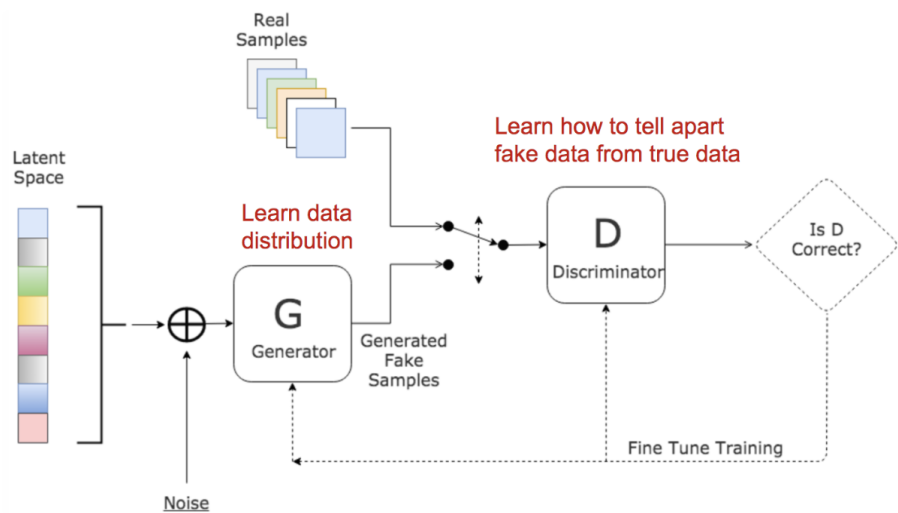 Real
Samples
Learn how to tell apart
fake data from true data
Latent
Space
Learn data
distribution
D
Discriminator
Is D
Correct?
G
Generator
Generated
Fake
Samples
Fine Tune Training
Noise